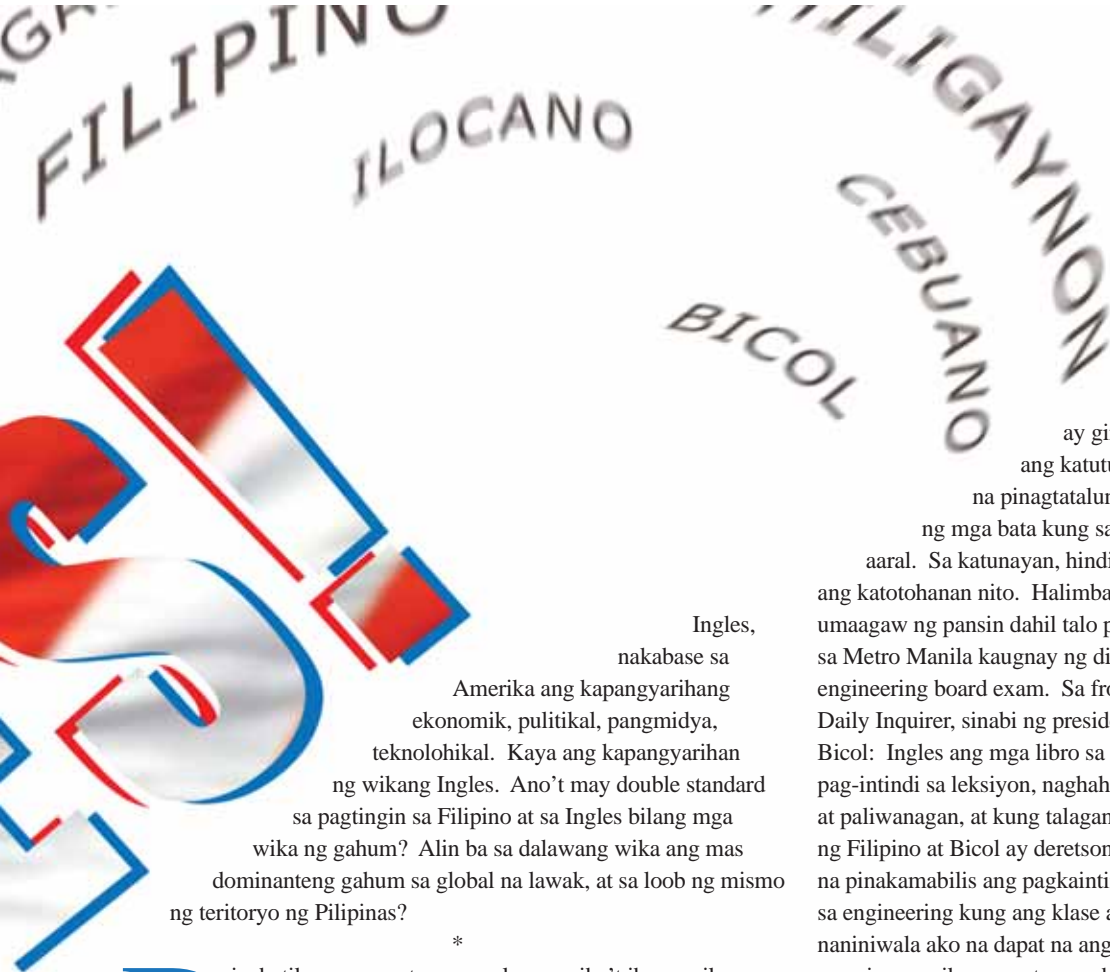 FILIPINO
ILOCANO
HILIGAYNON
CEBUANO
BICOL
S!
Ingles,
nakabase sa
Amerika ang kapangyarihang
ekonomik, pulitikal, pangmidya,
teknolohikal. Kaya ang kapangyarihan
ng wikang Ingles. Ano't may double standard
sa pagtingin sa Filipino at sa Ingles bilang mga
wika ng gahum? Alin ba sa dalawang wika ang mas
dominanteng gahum sa global na lawak, at sa loob ng mismo
ng teritoryo ng Pilipinas?
*
ay gi
ang katutu
na pinagtatalun
ng mga bata kung sa
aaral. Sa katunayan, hindi
ang katotohanan nito. Halimba
umaagaw ng pansin dahil talo p
sa Metro Manila kaugnay ng di
engineering board exam. Sa fro
Daily Inquirer, sinabi ng preside
Bicol: Ingles ang mga libro sa
pag-intindi sa leksiyon, naghah
at paliwanagan, at kung talagan
ng Filipino at Bicol ay deretson
na pinakamabilis ang pagkainti
sa engineering kung ang klase a
naniniwala ako na dapat na ang